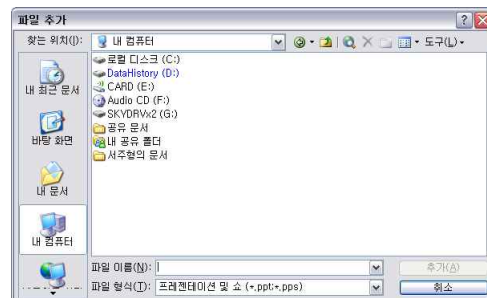 파일 추가
찾는 위치(I): 내 컴퓨터 도구(L)
내 최근 문서
바탕 화면
내 문서
내 컴퓨터
로컬 디스크 (C:)
DataHistory (D:)
CARD (E:)
Audio CD (F:)
SKYDRVx2 (G:)
공유 문서
내 공유 폴더
서주형의 문서
파일 이름(N): 추가(A)
파일 형식(T): 프레젠테이션 및 쇼 (*.ppt;*.pps) 취소